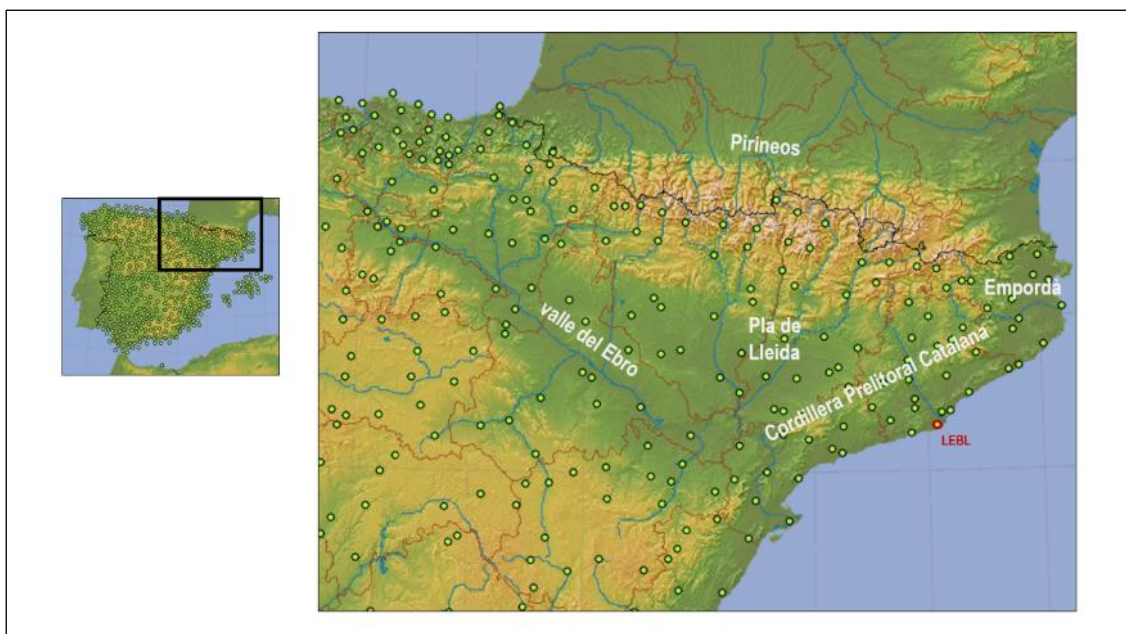 Pirineos
Empordà
valle del Ebro
Pla de
Lleida
Cordillera Prelitoral Catalana
LEBL